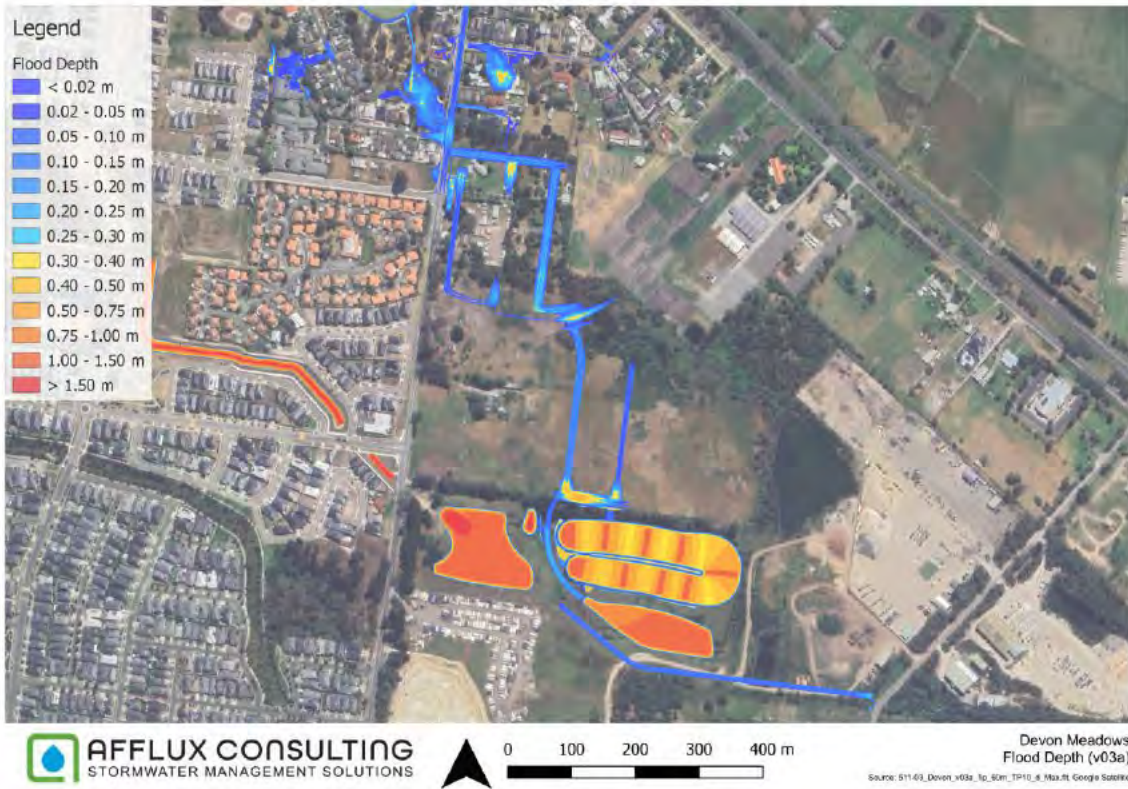 Legend
Flood Depth
< 0.02 m
0.02 - 0.05 m
0.05 - 0.10 m
0.10 - 0.15 m
0.15 - 0.20 m
0.20 - 0.25 m
0.25 - 0.30 m
0.30 - 0.40 m
0.40 - 0.50 m
0.50 - 0.75 m
0.75 -1.00 m
1.00 - 1.50 m
> 1.50 m
AFFLUX CONSULTING
STORMWATER MANAGEMENT SOLUTIONS
0 100 200 300 400 m
Devon Meadows
Flood Depth (v03a)
Source: Google Satellite